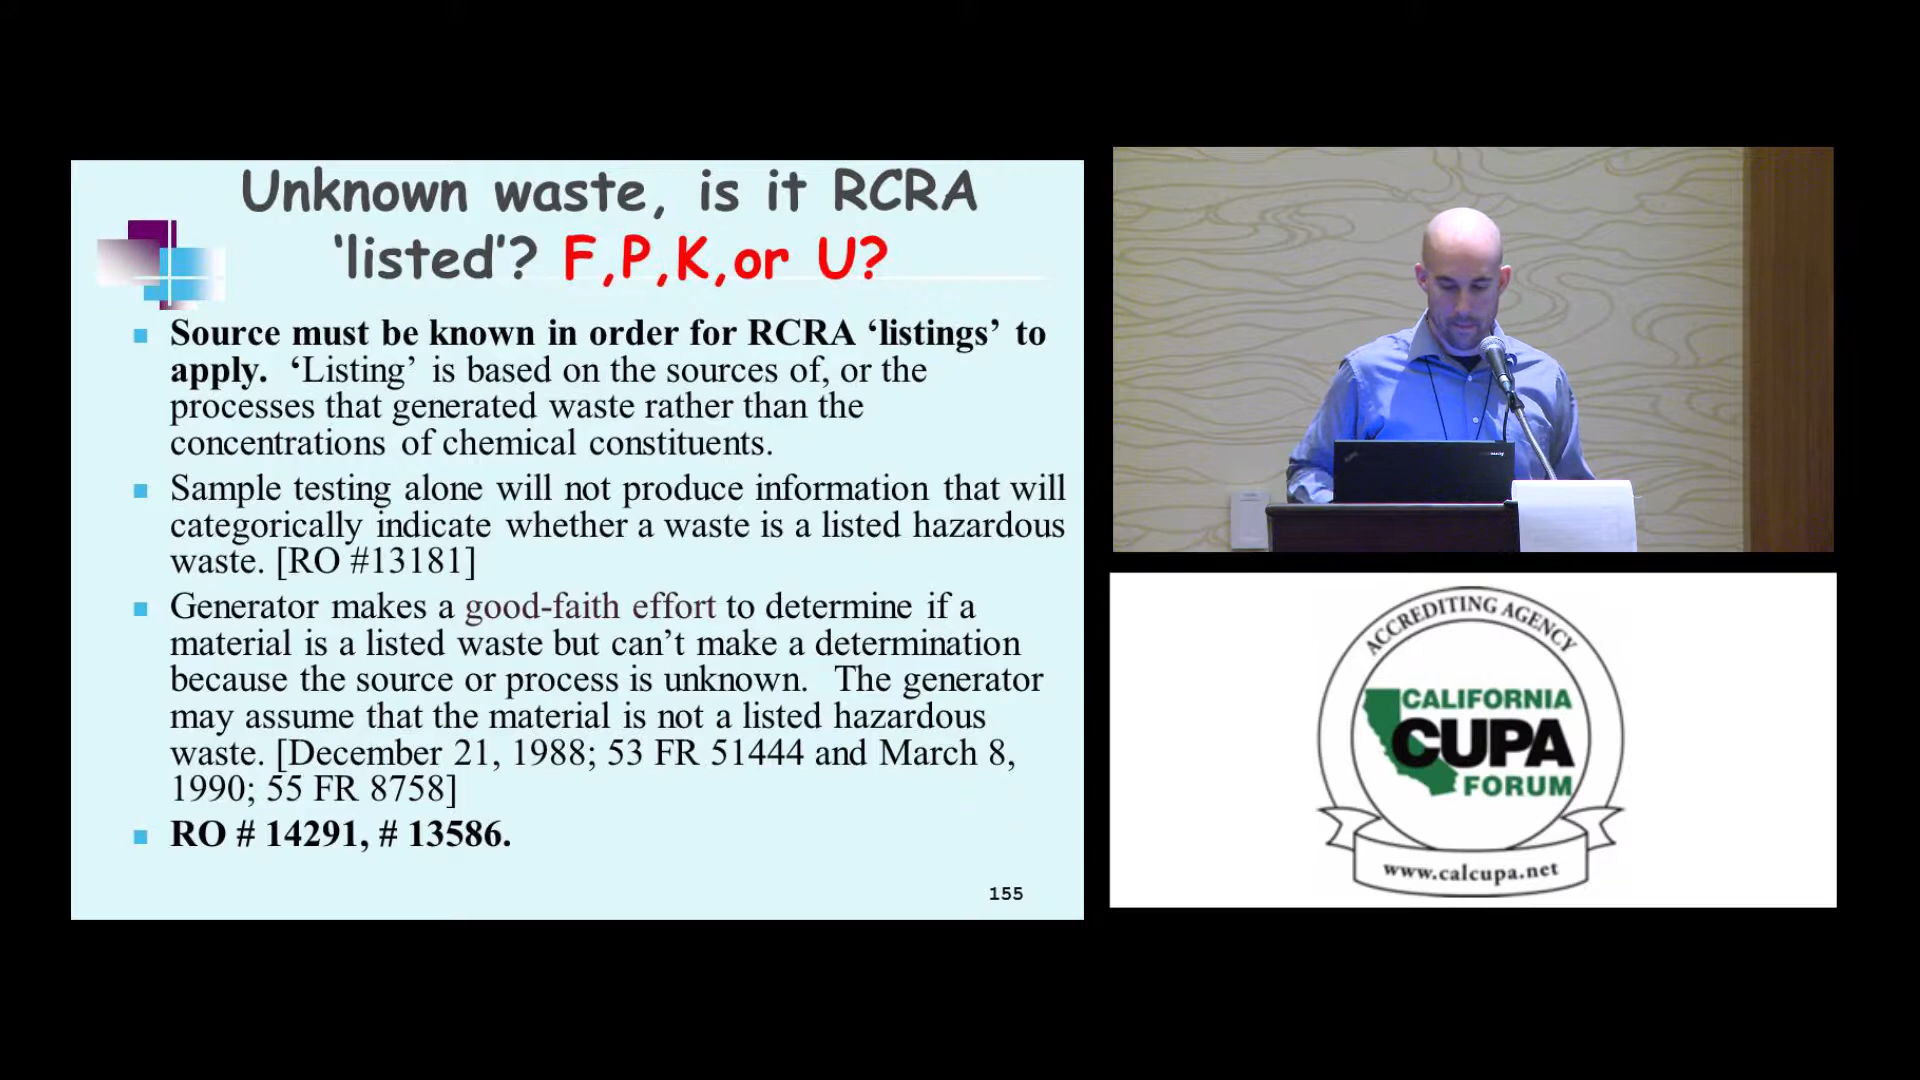 Unknown waste, is it RCRA
‘listed’? F,P,K,or U?
Source must be known in order for RCRA ‘listings’ to
apply. ‘Listing’ is based on the sources of, or the
processes that generated waste rather than the
concentrations of chemical constituents.
Sample testing alone will not produce information that will
categorically indicate whether a waste is a listed hazardous
waste. [RO #13181]
Generator makes a good-faith effort to determine if a
material is a listed waste but can’t make a determination
because the source or process is unknown. The generator
may assume that the material is not a listed hazardous
waste. [December 21, 1988; 53 FR 51444 and March 8,
1990; 55 FR 8758]
RO # 14291, # 13586.
155
ACCREDITING AGENCY
CALIFORNIA
CUPA
FORUM
www.calcupa.net